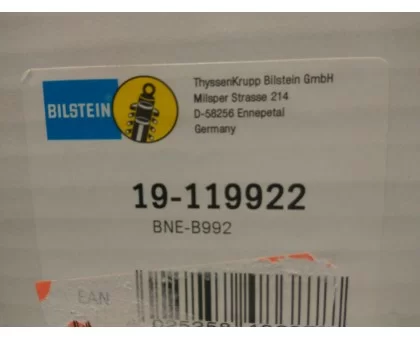 BILSTEIN
ThyssenKrupp Bilstein GmbH
Milsper Strasse 214
D-58256 Ennepetal
Germany
19-119922
BNE-B992
EAN